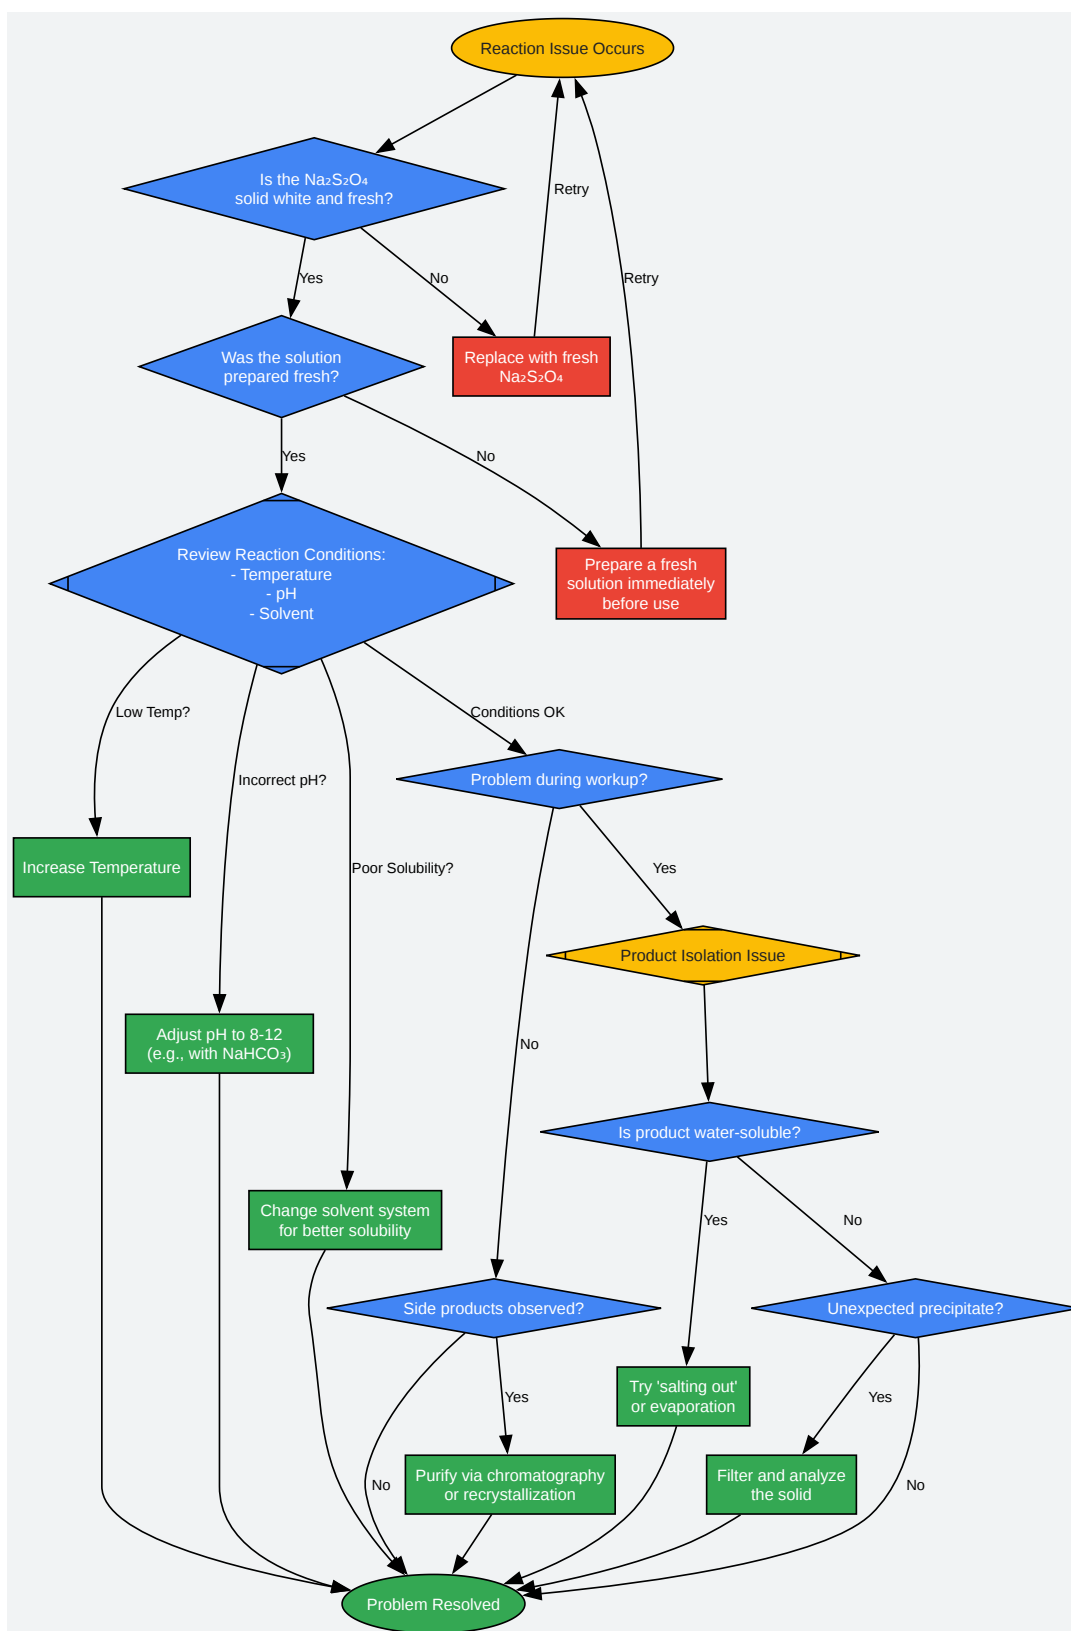 Reaction Issue Occurs
Is the Na₂S₂O₄
solid white and fresh?
Retry
Retry
Yes
No
Was the solution
prepared fresh?
Replace with fresh
Na₂S₂O₄
Yes
No
Review Reaction Conditions:
- Temperature
- pH
- Solvent
Prepare a fresh
solution immediately
before use
Low Temp?
Conditions OK
Incorrect pH?
Problem during workup?
Increase Temperature
Poor Solubility?
Yes
Product Isolation Issue
Adjust pH to 8-12
(e.g., with NaHCO₃)
No
Is product water-soluble?
Change solvent system
for better solubility
Yes
No
Side products observed?
Unexpected precipitate?
Try 'salting out'
or evaporation
Yes
Yes
Purify via chromatography
or recrystallization
Filter and analyze
the solid
No
No
Problem Resolved